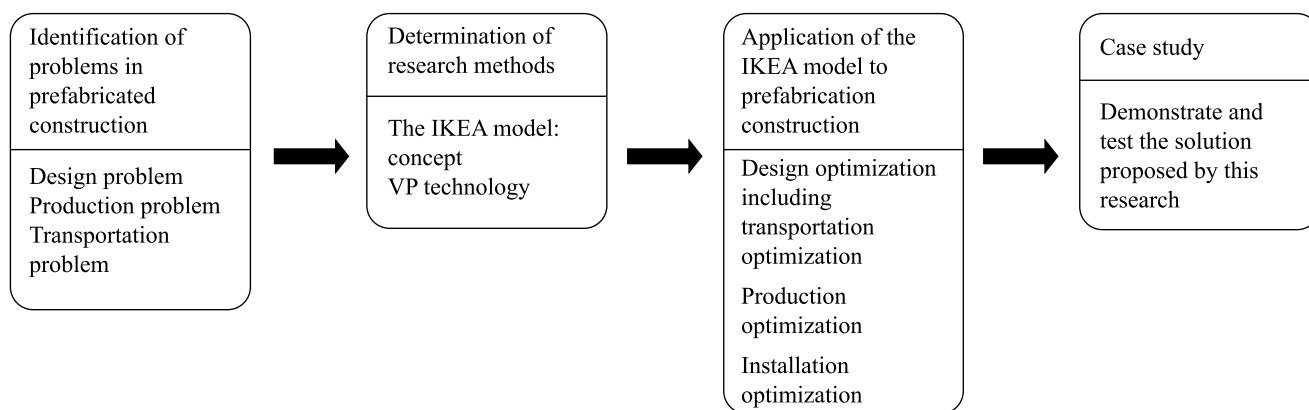 Identification of
problems in
prefabricated
construction
Design problem
Production problem
Transportation
problem
Determination of
research methods
The IKEA model:
concept
VP technology
Application of the
IKEA model to
prefabrication
construction
Design optimization
including
transportation
optimization
Production
optimization
Installation
optimization
Case study
Demonstrate and
test the solution
proposed by this
research